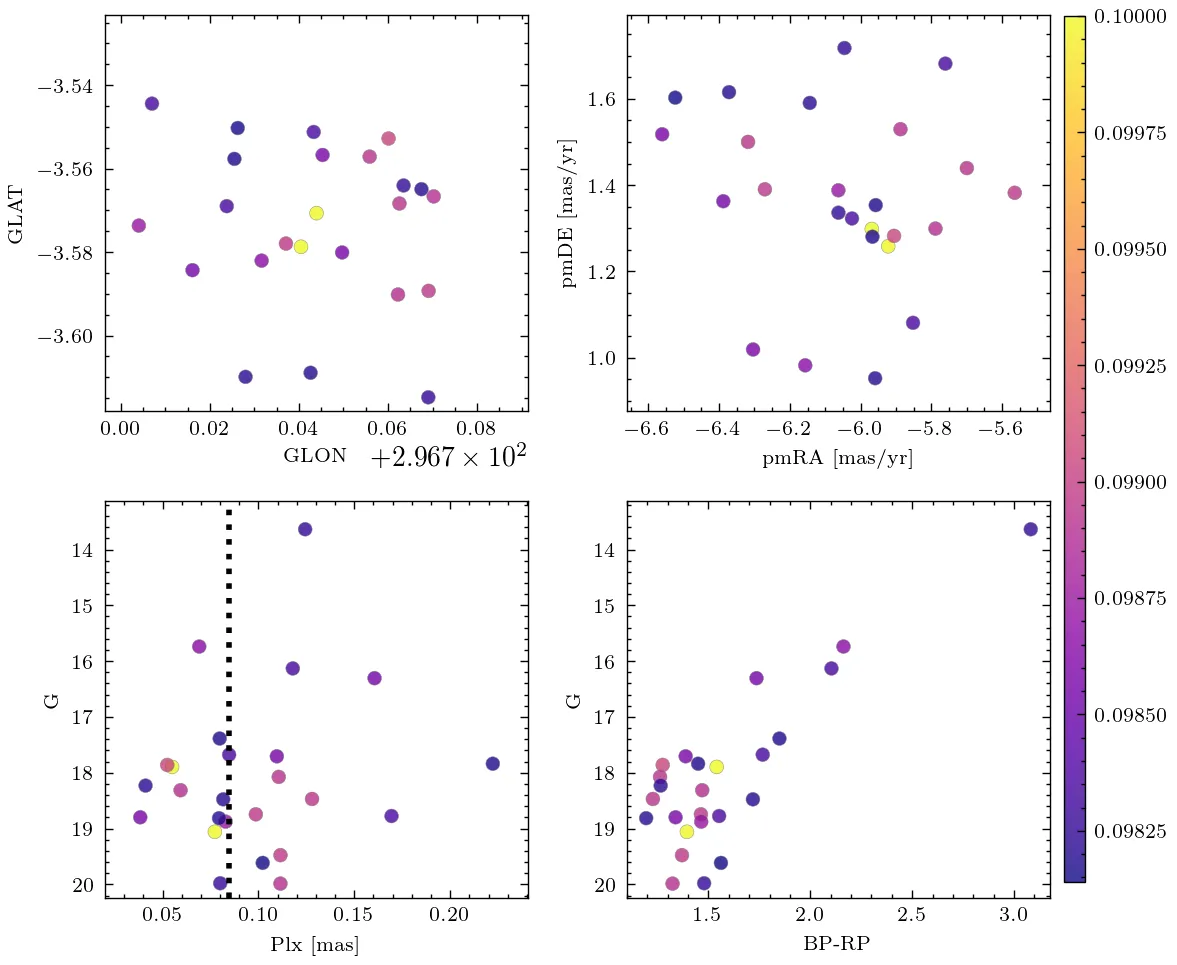 −3.54
−3.56
−3.58
−3.60
GLAT
0.00 0.02 0.04 0.06 0.08
GLON +2.967 × 10²
1.6
1.4
1.2
1.0
pmDE [mas/yr]
−6.6 −6.4 −6.2 −6.0 −5.8 −5.6
pmRA [mas/yr]
14
15
16
17
18
19
20
G
0.05 0.10 0.15 0.20
Plx [mas]
14
15
16
17
18
19
20
G
1.5 2.0 2.5 3.0
BP-RP
0.10000
0.09975
0.09950
0.09925
0.09900
0.09875
0.09850
0.09825